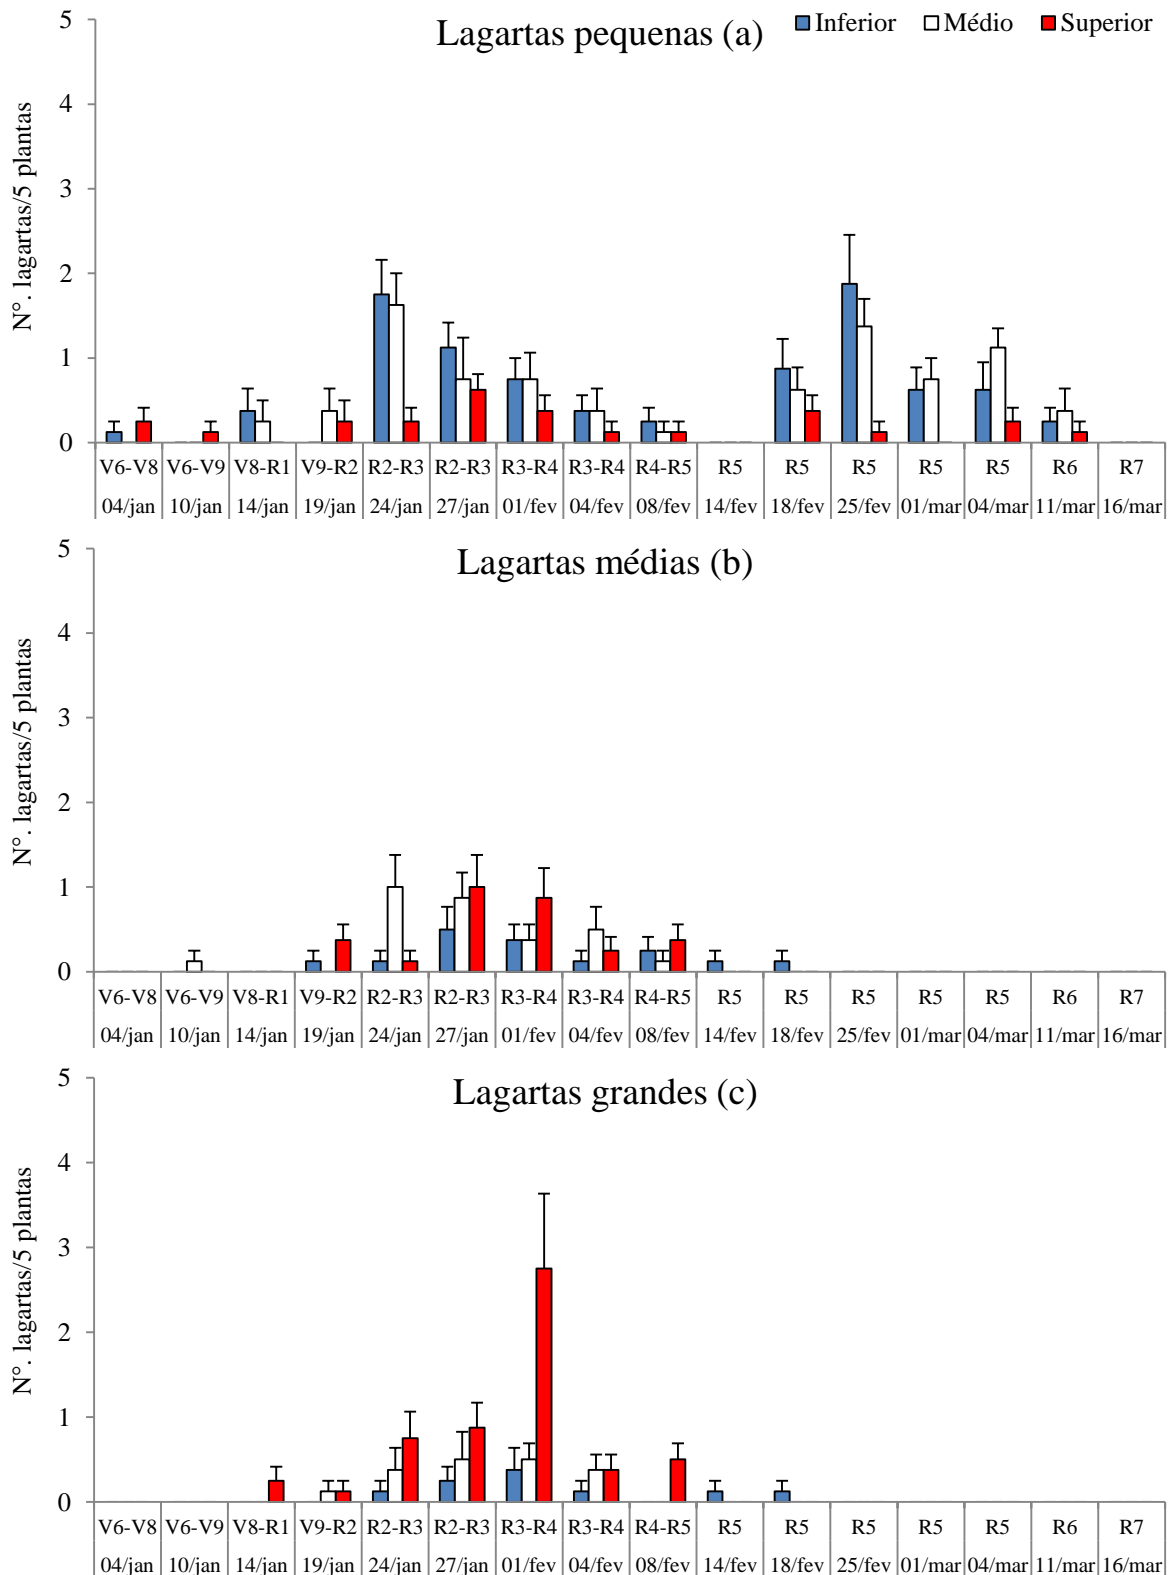 Lagartas pequenas (a)
Inferior Médio Superior
N°. lagartas/5 plantas
5
4
3
2
1
0
V6-V8 V6-V9 V8-R1 V9-R2 R2-R3 R2-R3 R3-R4 R3-R4 R4-R5 R5 R5 R5 R5 R5 R6 R7
04/jan 10/jan 14/jan 19/jan 24/jan 27/jan 01/fev 04/fev 08/fev 14/fev 18/fev 25/fev 01/mar 04/mar 11/mar 16/mar
Lagartas médias (b)
N°. lagartas/5 plantas
5
4
3
2
1
0
V6-V8 V6-V9 V8-R1 V9-R2 R2-R3 R2-R3 R3-R4 R3-R4 R4-R5 R5 R5 R5 R5 R5 R6 R7
04/jan 10/jan 14/jan 19/jan 24/jan 27/jan 01/fev 04/fev 08/fev 14/fev 18/fev 25/fev 01/mar 04/mar 11/mar 16/mar
Lagartas grandes (c)
N°. lagartas/5 plantas
5
4
3
2
1
0
V6-V8 V6-V9 V8-R1 V9-R2 R2-R3 R2-R3 R3-R4 R3-R4 R4-R5 R5 R5 R5 R5 R5 R6 R7
04/jan 10/jan 14/jan 19/jan 24/jan 27/jan 01/fev 04/fev 08/fev 14/fev 18/fev 25/fev 01/mar 04/mar 11/mar 16/mar